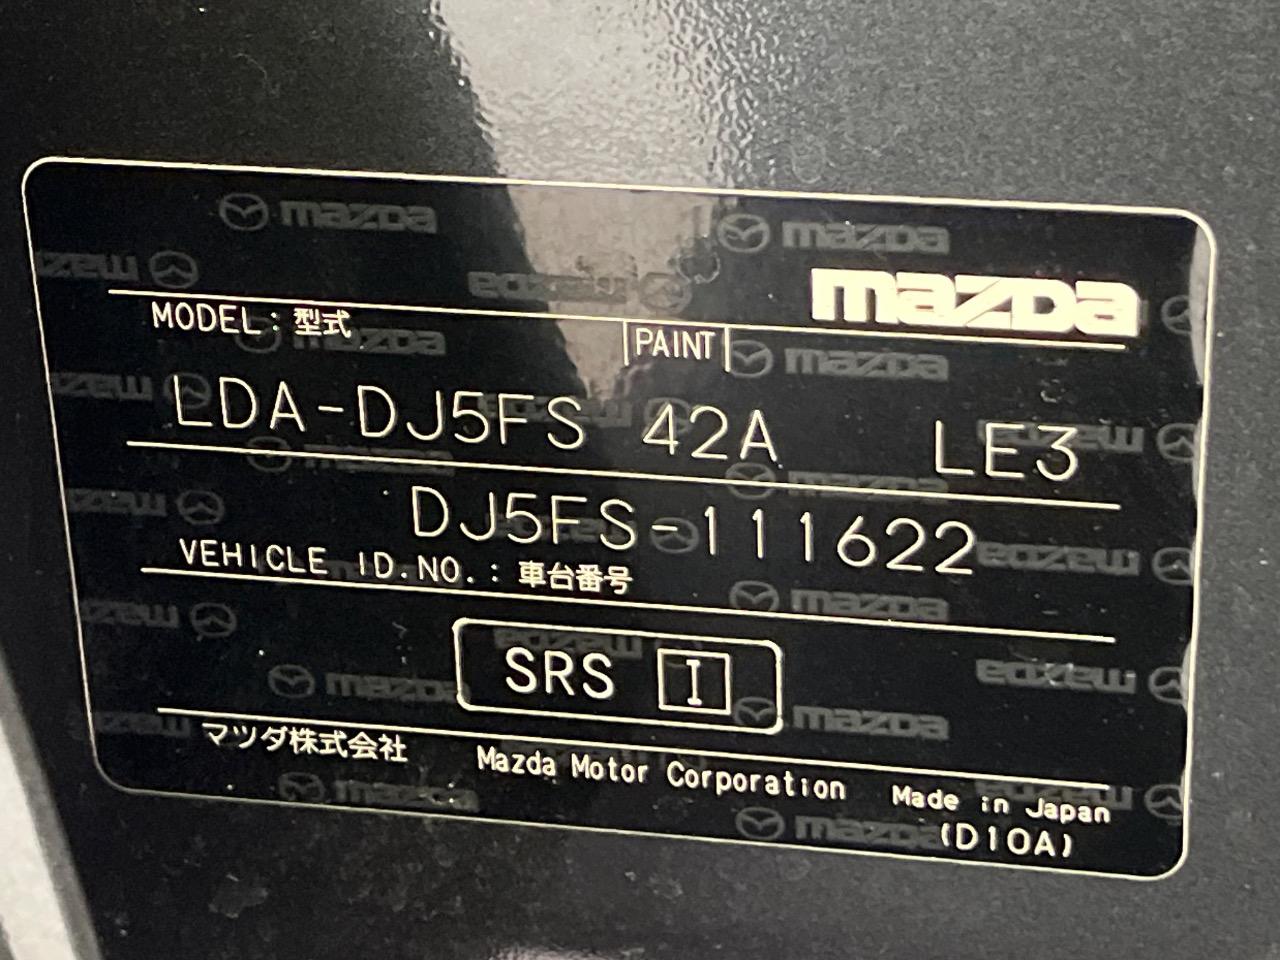 mazda
MODEL: 型式 PAINT
LDA-DJ5FS 42A LE3
DJ5FS-111622
VEHICLE ID.NO.: 車台番号
SRS I
マツダ株式会社 Mazda Motor Corporation Made in Japan
(D10A)